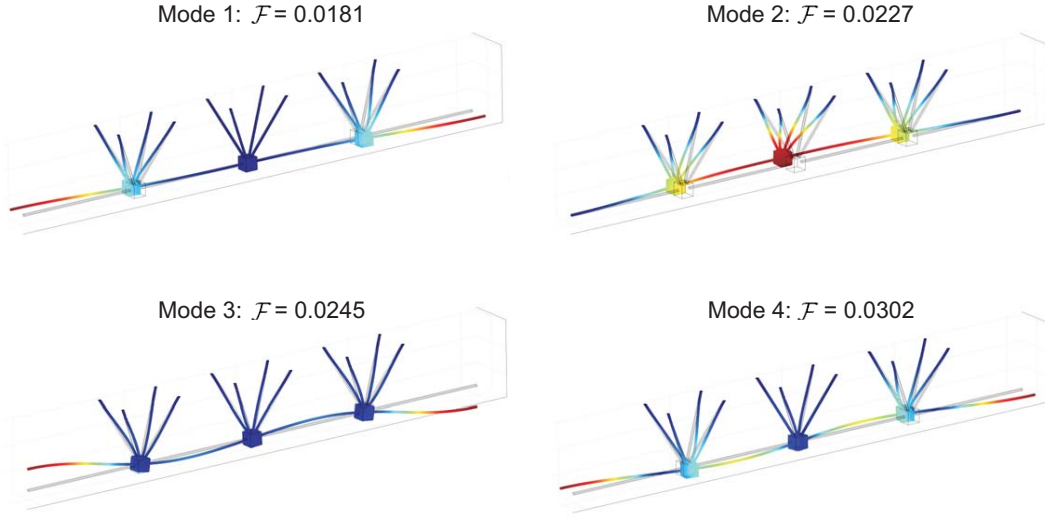 Mode 1: ℱ = 0.0181
Mode 2: ℱ = 0.0227
Mode 3: ℱ = 0.0245
Mode 4: ℱ = 0.0302